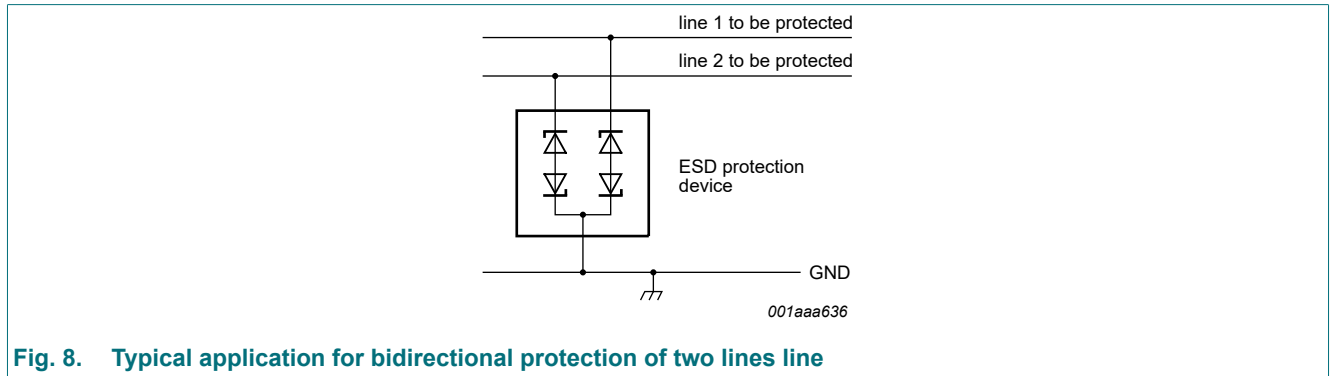 line 1 to be protected
line 2 to be protected
ESD protection
device
GND
001aaa636
Fig. 8. Typical application for bidirectional protection of two lines line